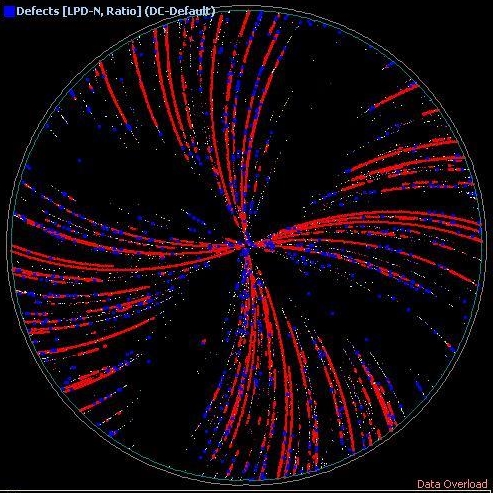 Defects [LPD-N, Ratio] (DC-Default)
Data Overload